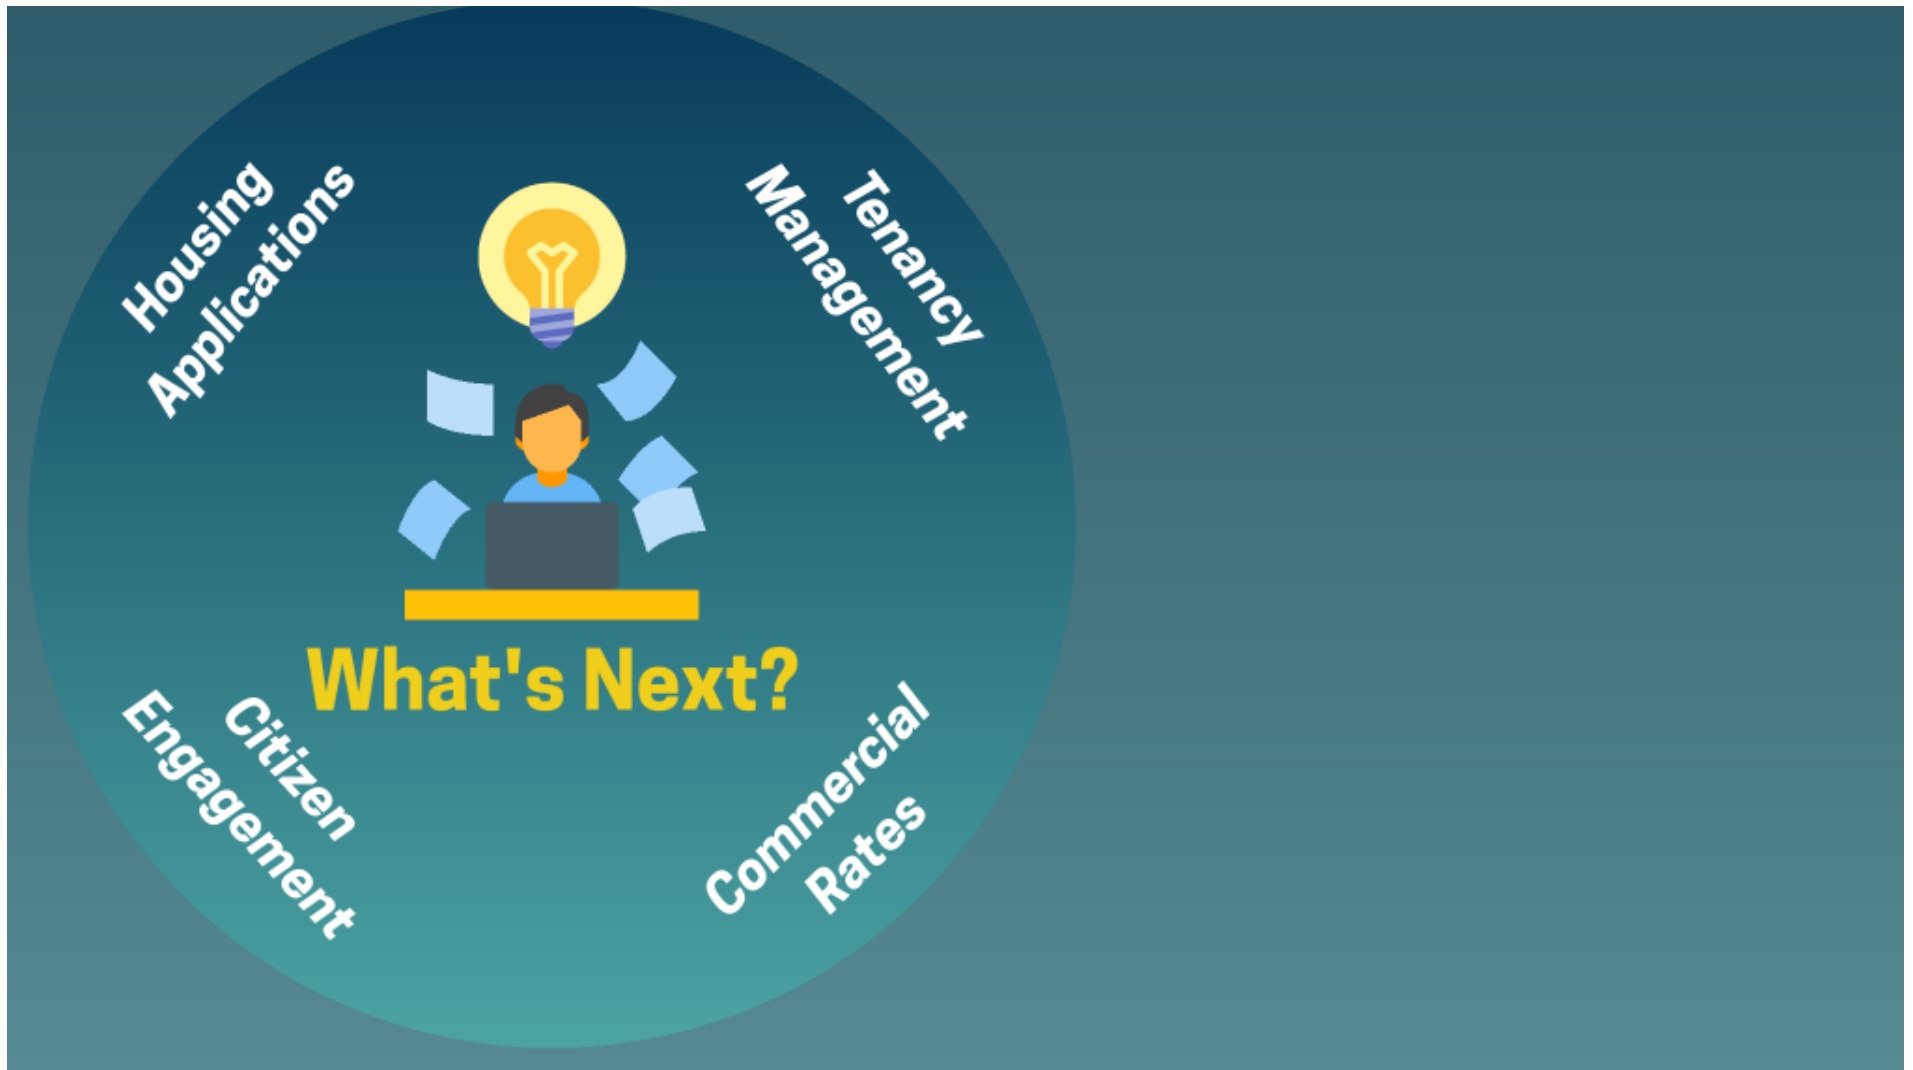 Housing
Applications
Tenancy
Management
What's Next?
Citizen
Engagement
Commercial
Rates